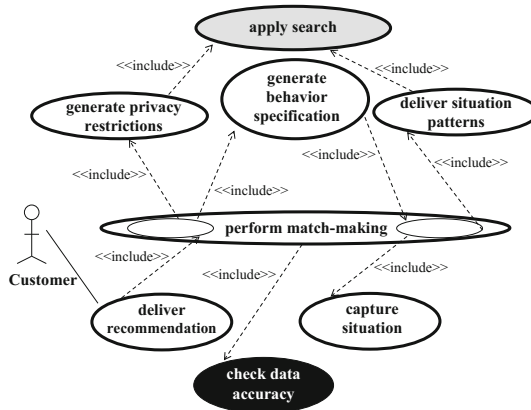 apply search
<<include>>
<<include>>
generate
behavior
specification
generate privacy
restrictions
deliver situation
patterns
<<include>>
<<include>>
<<include>>
<<include>>
perform match-making
<<include>>
<<include>>
<<include>>
Customer
deliver
recommendation
capture
situation
check data
accuracy